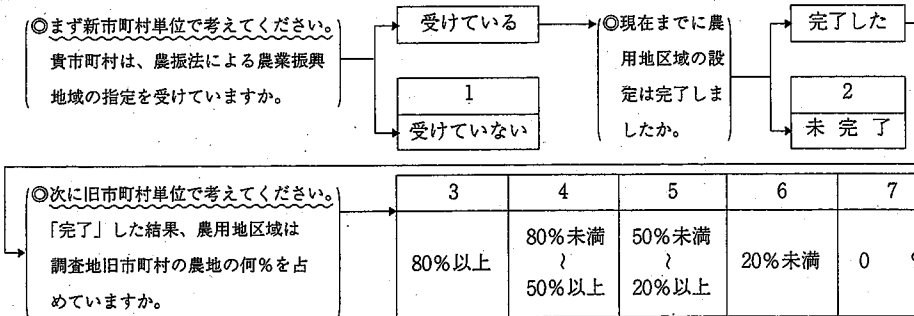 ◎まず新市町村単位で考えてください。
貴市町村は、農振法による農業振興
地域の指定を受けていますか。
受けている
1
受けていない
◎現在までに農
用地区域の設
定は完了しま
したか。
完了した
2
未完了
◎次に旧市町村単位で考えてください。
「完了」した結果、農用地区域は
調査地旧市町村の農地の何%を占
めていますか。
3
80%以上
4
80%未満
~
50%以上
5
50%未満
~
20%以上
6
20%未満
7
0